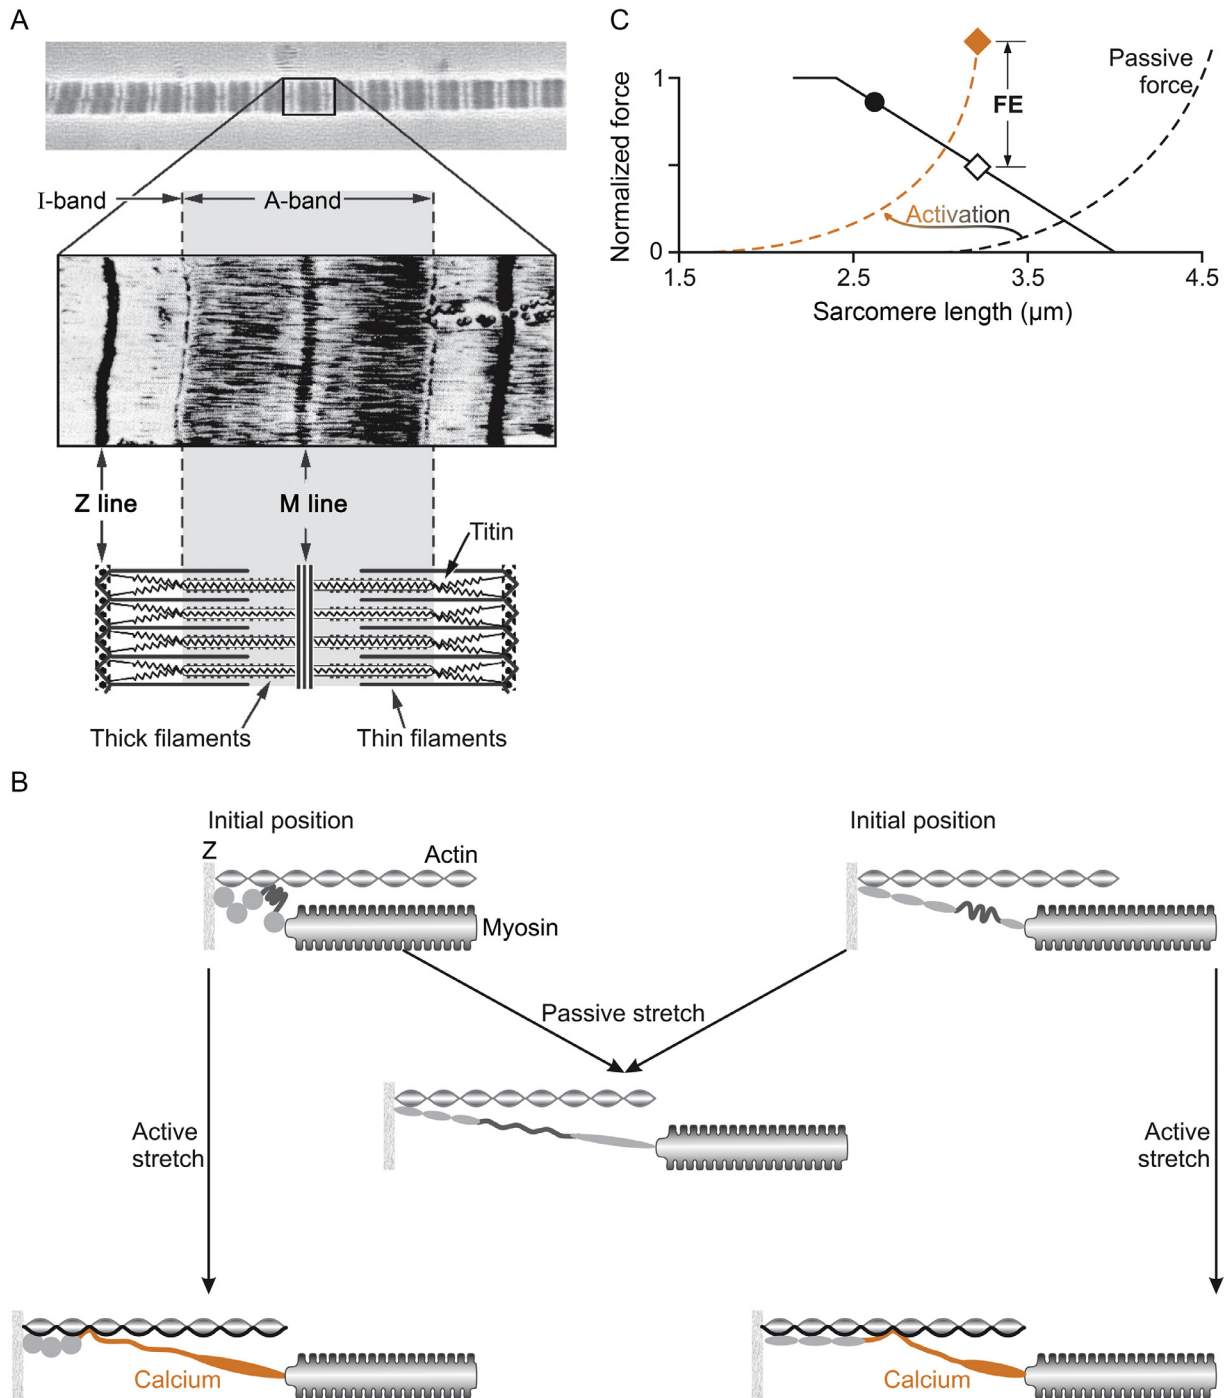 A
I-band
A-band
Z line
M line
Titin
Thick filaments
Thin filaments
C
Normalized force
1
0
1.5
2.5
3.5
4.5
Sarcomere length (μm)
Passive
force
FE
Activation
B
Initial position
Z
Actin
Myosin
Initial position
Passive stretch
Active
stretch
Active
stretch
Calcium
Calcium